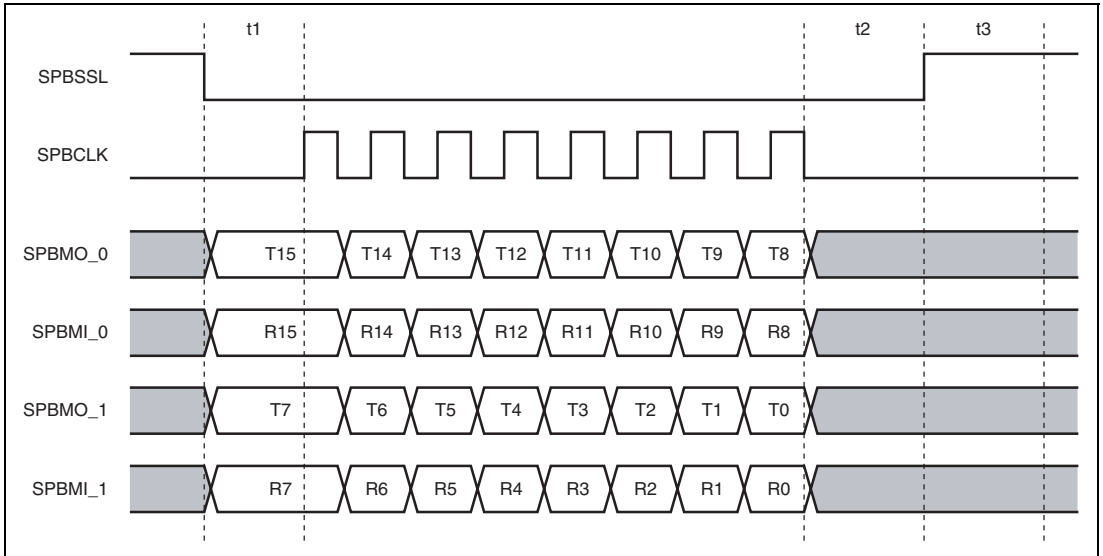 t1 t2 t3
SPBSSL
SPBCLK
SPBMO_0 T15 T14 T13 T12 T11 T10 T9 T8
SPBMI_0 R15 R14 R13 R12 R11 R10 R9 R8
SPBMO_1 T7 T6 T5 T4 T3 T2 T1 T0
SPBMI_1 R7 R6 R5 R4 R3 R2 R1 R0